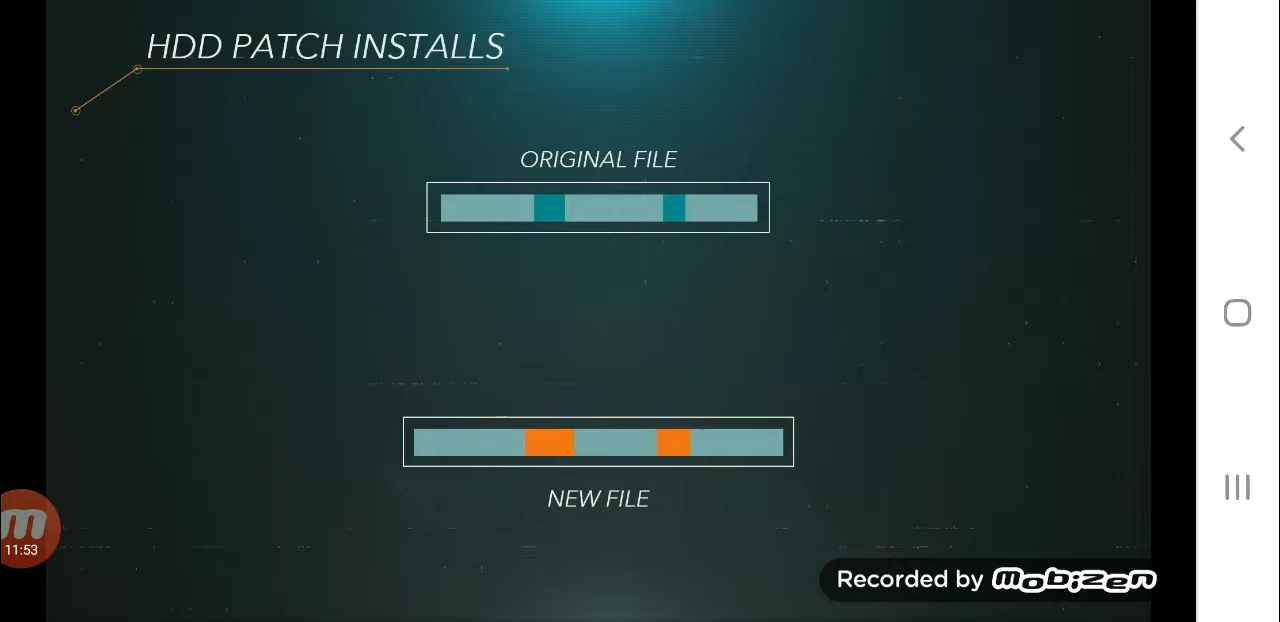 HDD PATCH INSTALLS
ORIGINAL FILE
NEW FILE
11:53
Recorded by mobizen